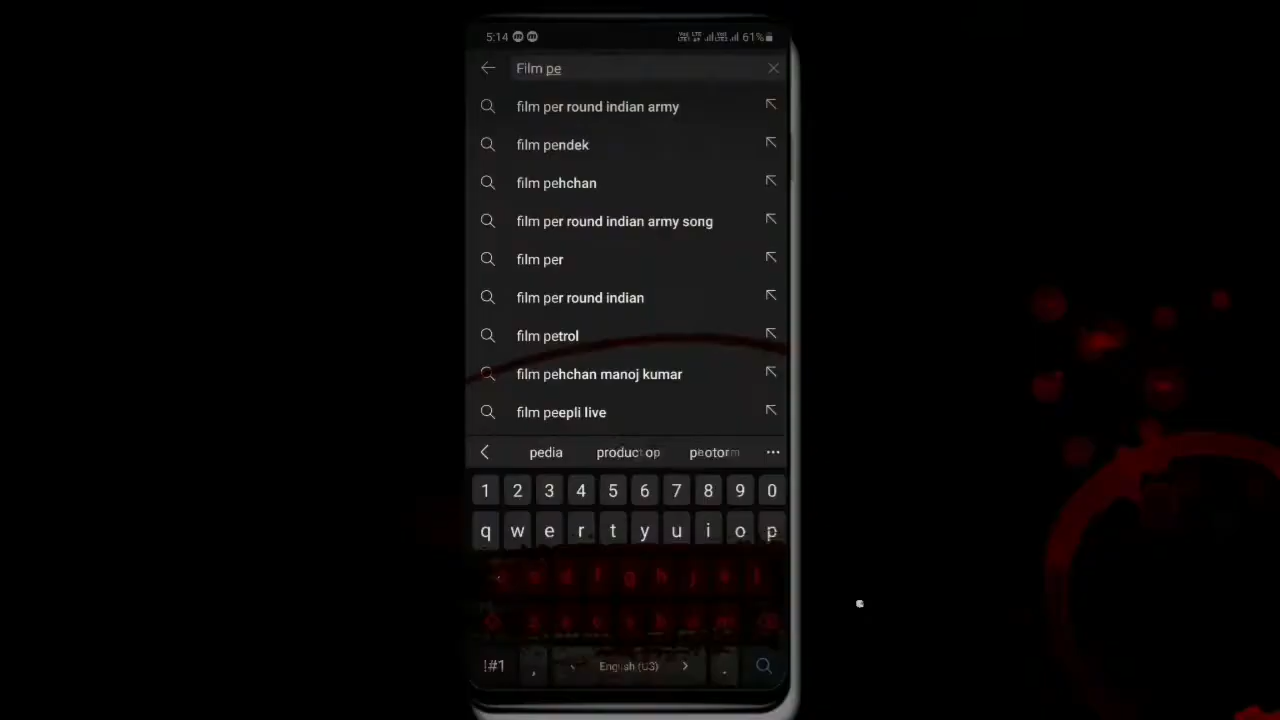 5:14 61%
Film pe
film per round indian army
film pendek
film pehchan
film per round indian army song
film per
film per round indian
film petrol
film pehchan manoj kumar
film peepli live
pedia
1 2 3 4 5 6 7 8 9 0
q w e r t y u i o p
d f g h j k l
!#1 , English (US) .